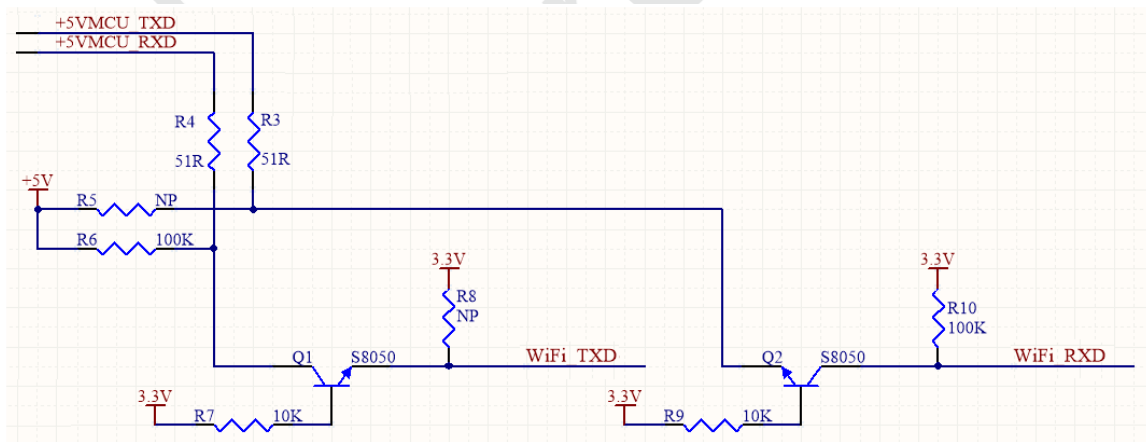 +5VMCU_TXD
+5VMCU_RXD
R4
R3
51R
51R
+5V
R5
NP
R6
100K
3.3V
3.3V
R8
NP
R10
100K
Q1
S8050
WiFi_TXD
Q2
S8050
WiFi_RXD
3.3V
3.3V
R7
10K
R9
10K